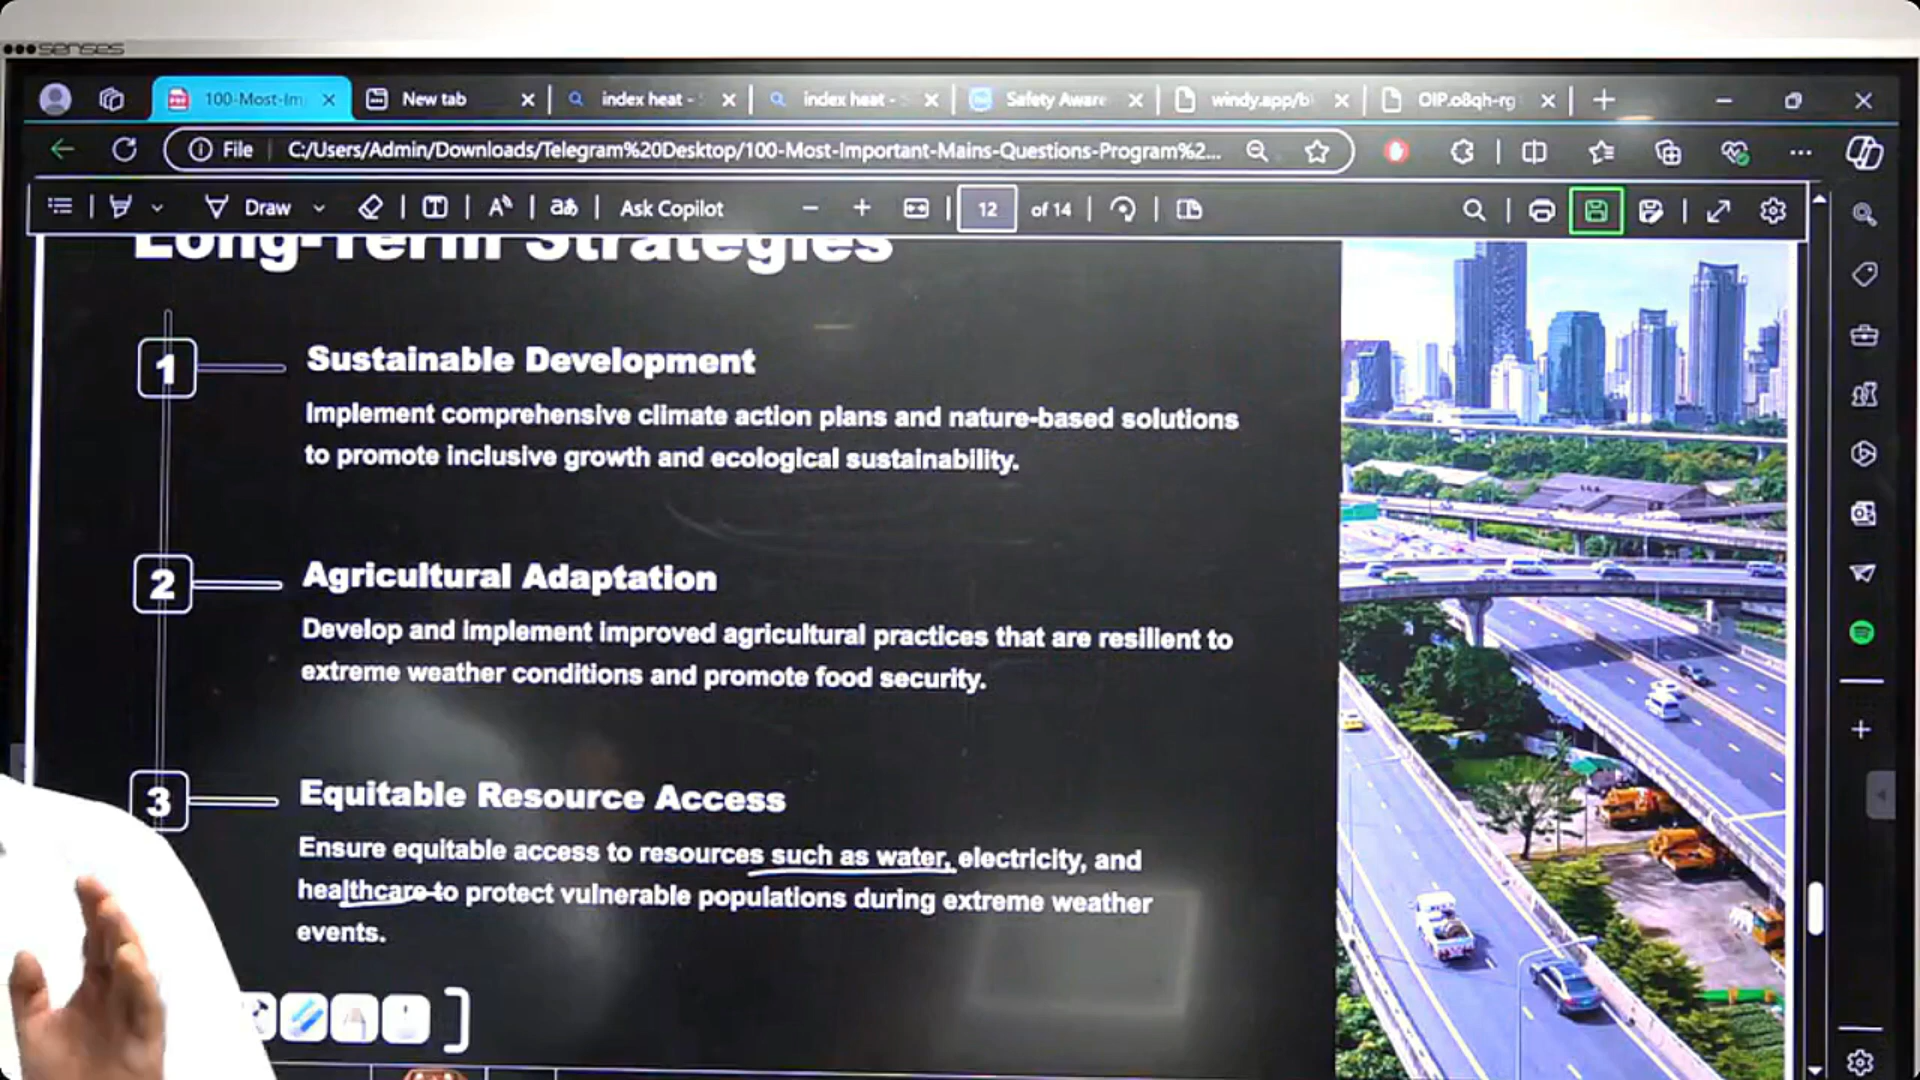 senses
100-Most-Im
New tab
index heat -
index heat -
Safety Aware
windy.app/b
OIP.o8qh-rg
File
C:/Users/Admin/Downloads/Telegram%20Desktop/100-Most-Important-Mains-Questions-Program%2...
Draw
Ask Copilot
12
of 14
Long-Term Strategies
1
Sustainable Development
Implement comprehensive climate action plans and nature-based solutions
to promote inclusive growth and ecological sustainability.
2
Agricultural Adaptation
Develop and implement improved agricultural practices that are resilient to
extreme weather conditions and promote food security.
3
Equitable Resource Access
Ensure equitable access to resources such as water, electricity, and
healthcare to protect vulnerable populations during extreme weather
events.